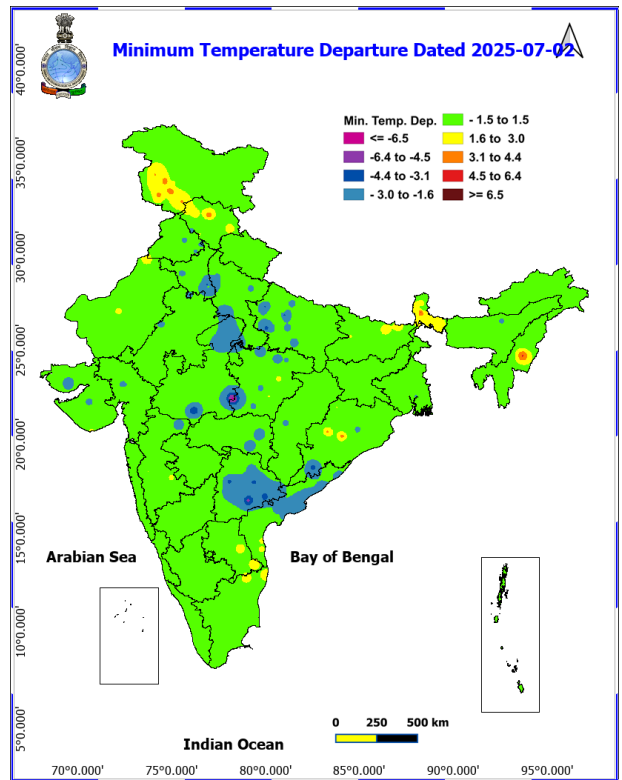 Minimum Temperature Departure Dated 2025-07-02
Min. Temp. Dep.
<= -6.5
-6.4 to -4.5
-4.4 to -3.1
- 3.0 to -1.6
- 1.5 to 1.5
1.6 to 3.0
3.1 to 4.4
4.5 to 6.4
>= 6.5
40°0.000'
35°0.000'
30°0.000'
25°0.000'
20°0.000'
15°0.000'
10°0.000'
5°0.000'
Arabian Sea
Bay of Bengal
Indian Ocean
0 250 500 km
70°0.000' 75°0.000' 80°0.000' 85°0.000' 90°0.000' 95°0.000'